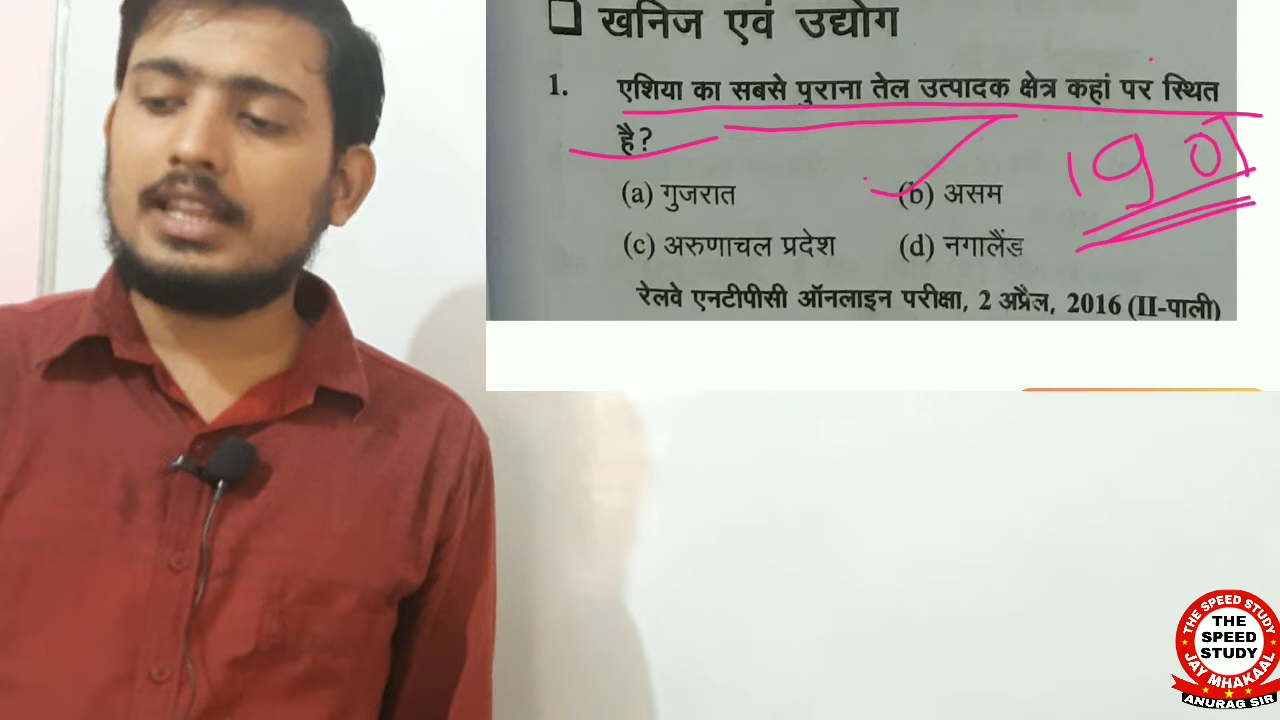 खनिज एवं उद्योग
1. एशिया का सबसे पुराना तेल उत्पादक क्षेत्र कहां पर स्थित
है?
(a) गुजरात (b) असम
(c) अरुणाचल प्रदेश (d) नगालैंड
रेलवे एनटीपीसी ऑनलाइन परीक्षा, 2 अप्रैल, 2016 (II-पाली)
THE SPEED STUDY
THE
SPEED
STUDY
JAY MHAKAAL
ANURAG SIR